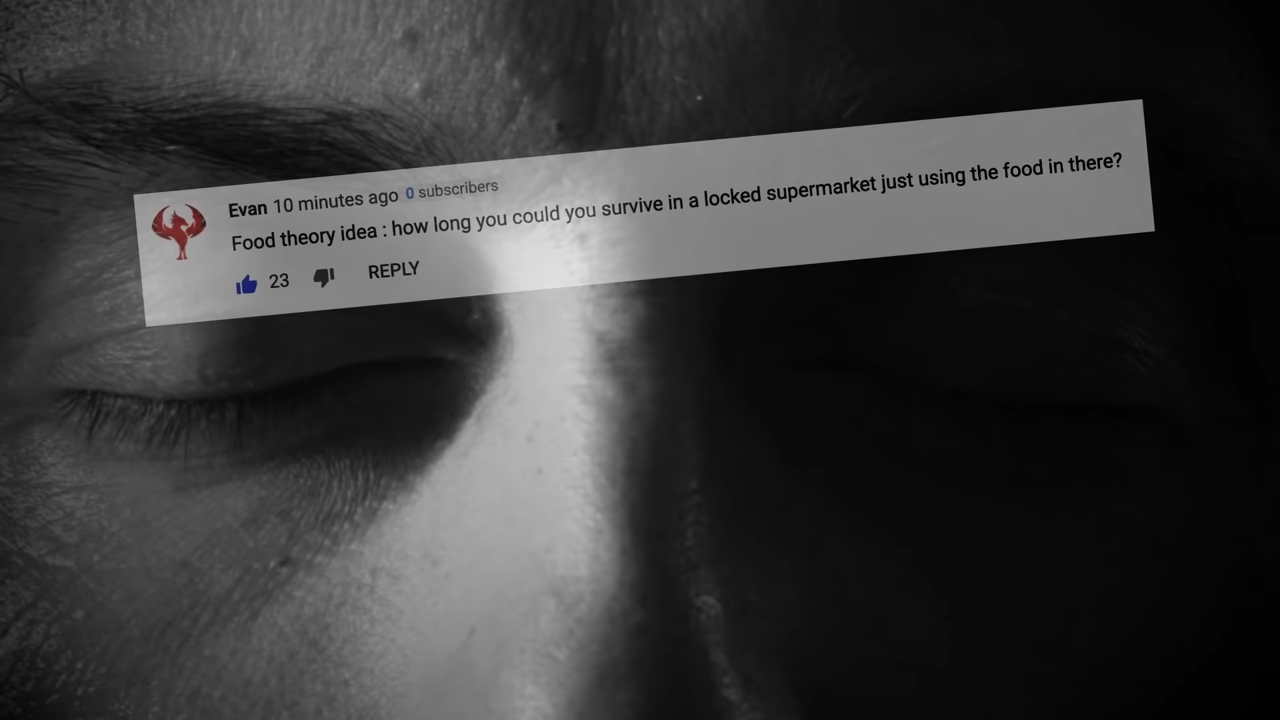 Evan 10 minutes ago 0 subscribers
Food theory idea : how long you could you survive in a locked supermarket just using the food in there?
23 REPLY